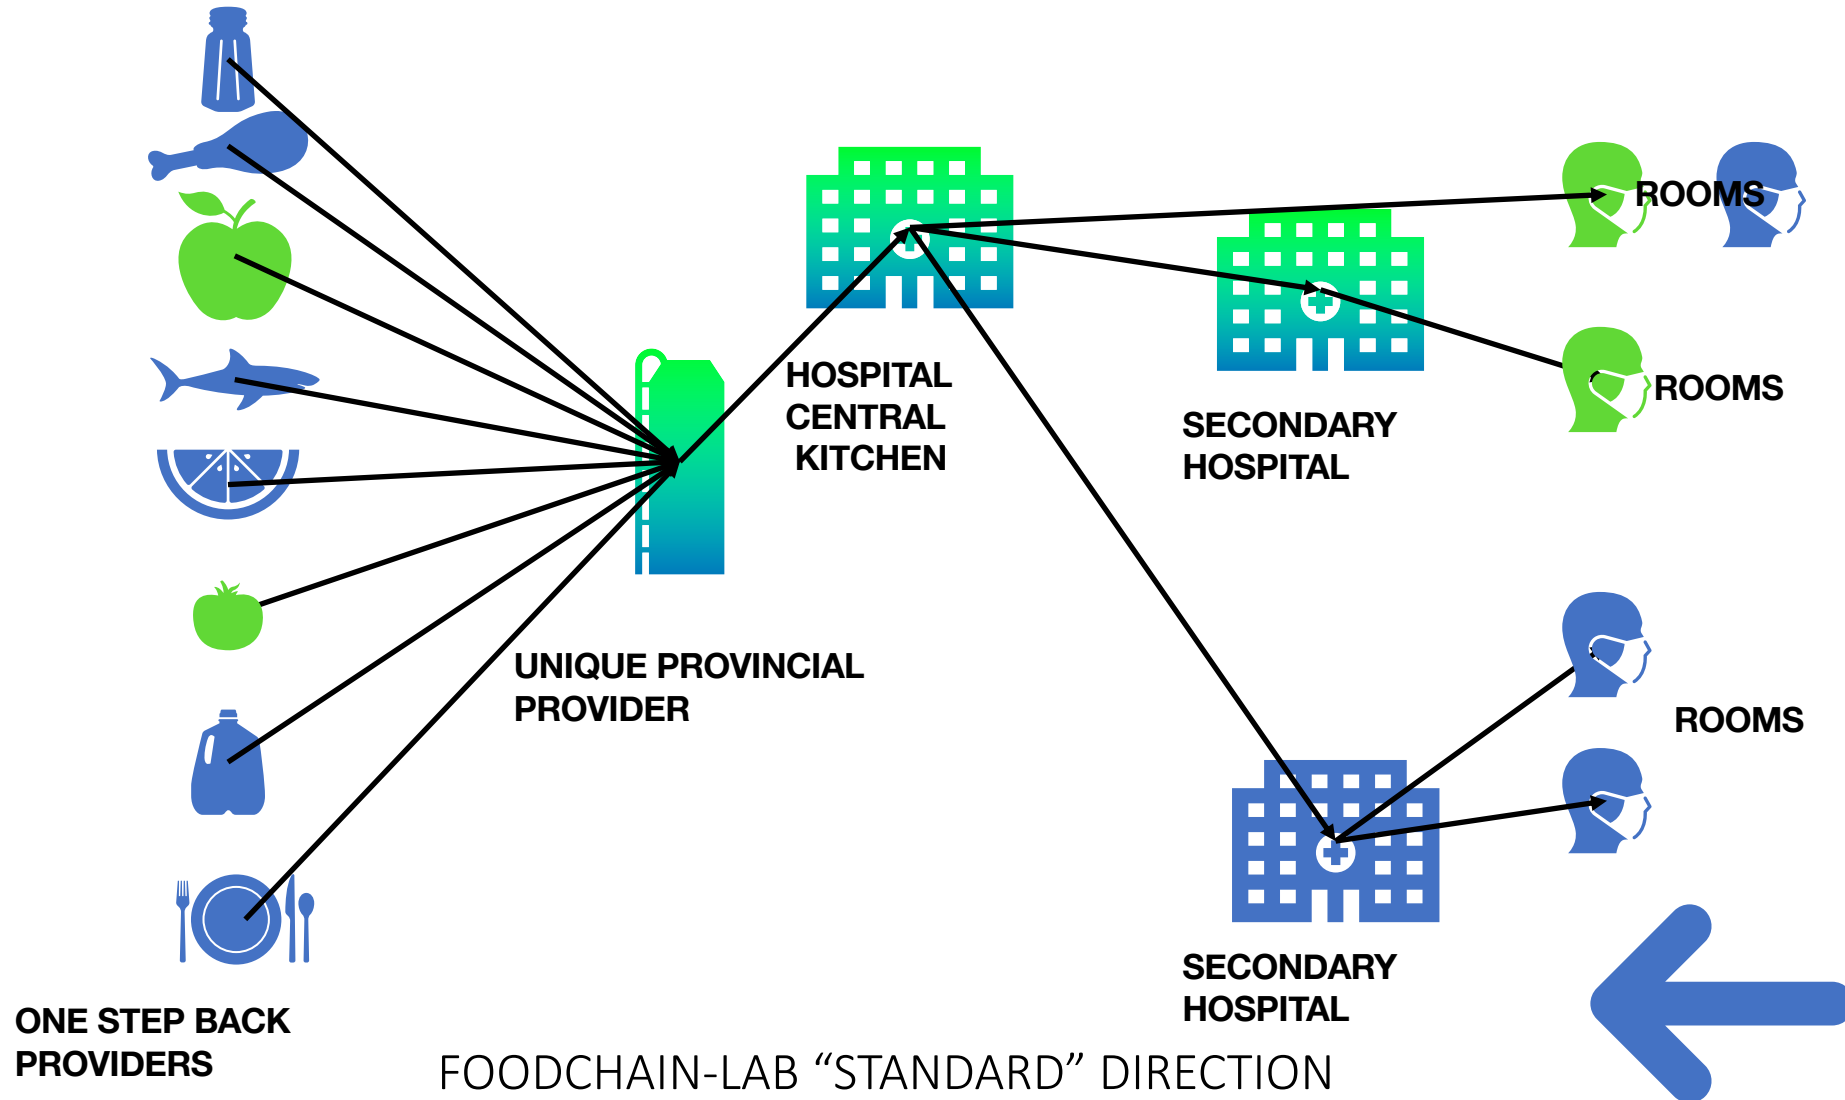 ROOMS
HOSPITAL
CENTRAL
KITCHEN
ROOMS
SECONDARY
HOSPITAL
UNIQUE PROVINCIAL
PROVIDER
ROOMS
SECONDARY
HOSPITAL
ONE STEP BACK
PROVIDERS
FOODCHAIN-LAB “STANDARD” DIRECTION